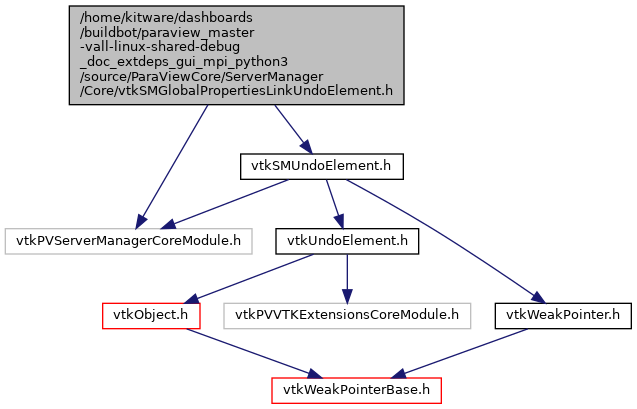 /home/kitware/dashboards
/buildbot/paraview_master
-vall-linux-shared-debug
_doc_extdeps_gui_mpi_python3
/source/ParaViewCore/ServerManager
/Core/vtkSMGlobalPropertiesLinkUndoElement.h
vtkSMUndoElement.h
vtkPVServerManagerCoreModule.h
vtkUndoElement.h
vtkObject.h
vtkPVVTKExtensionsCoreModule.h
vtkWeakPointer.h
vtkWeakPointerBase.h